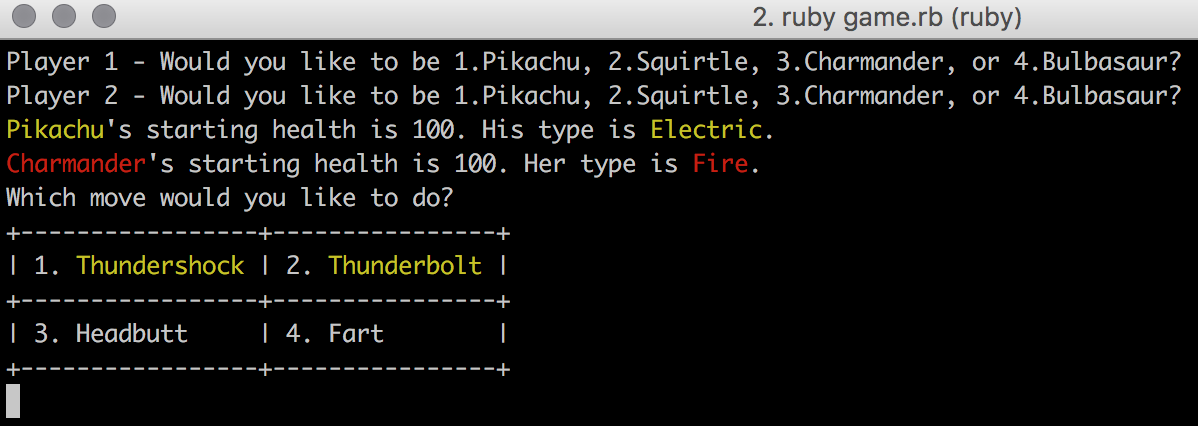 2. ruby game.rb (ruby)
Player 1 - Would you like to be 1.Pikachu, 2.Squirtle, 3.Charmander, or 4.Bulbasaur?
Player 2 - Would you like to be 1.Pikachu, 2.Squirtle, 3.Charmander, or 4.Bulbasaur?
Pikachu's starting health is 100. His type is Electric.
Charmander's starting health is 100. Her type is Fire.
Which move would you like to do?
+-----------------+----------------+
| 1. Thundershock | 2. Thunderbolt |
+-----------------+----------------+
| 3. Headbutt     | 4. Fart        |
+-----------------+----------------+